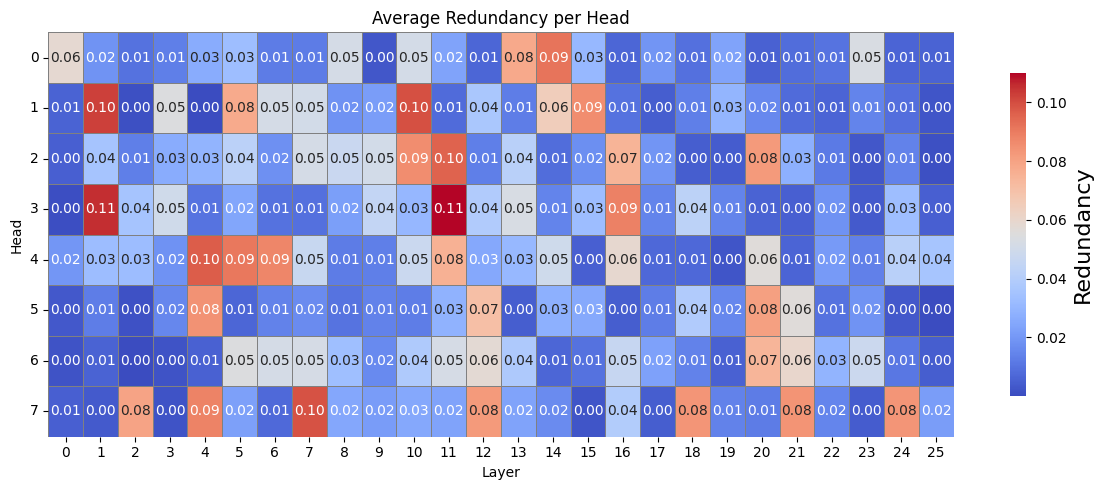 Average Redundancy per Head
0 0.06 0.02 0.01 0.01 0.03 0.03 0.01 0.01 0.05 0.00 0.05 0.02 0.01 0.08 0.09 0.03 0.01 0.02 0.01 0.02 0.01 0.01 0.01 0.05 0.01 0.01
1 0.01 0.10 0.00 0.05 0.00 0.08 0.05 0.05 0.02 0.02 0.10 0.01 0.04 0.01 0.06 0.09 0.01 0.00 0.01 0.03 0.02 0.01 0.01 0.01 0.01 0.00
2 0.00 0.04 0.01 0.03 0.03 0.04 0.02 0.05 0.05 0.05 0.09 0.10 0.01 0.04 0.01 0.02 0.07 0.02 0.00 0.00 0.08 0.03 0.01 0.00 0.01 0.00
3 0.00 0.11 0.04 0.05 0.01 0.02 0.01 0.01 0.02 0.04 0.03 0.11 0.04 0.05 0.01 0.03 0.09 0.01 0.04 0.01 0.01 0.00 0.01 0.00 0.03 0.00
4 0.02 0.03 0.03 0.02 0.10 0.09 0.09 0.05 0.01 0.01 0.05 0.08 0.03 0.03 0.05 0.00 0.06 0.01 0.01 0.00 0.06 0.01 0.02 0.01 0.04 0.04
5 0.00 0.01 0.01 0.02 0.08 0.01 0.01 0.02 0.01 0.01 0.01 0.03 0.07 0.00 0.03 0.03 0.00 0.01 0.04 0.02 0.08 0.06 0.01 0.02 0.00 0.00
6 0.00 0.01 0.00 0.00 0.01 0.05 0.05 0.05 0.03 0.02 0.04 0.05 0.06 0.04 0.01 0.01 0.05 0.02 0.01 0.01 0.07 0.06 0.03 0.05 0.01 0.00
7 0.01 0.00 0.08 0.00 0.09 0.02 0.01 0.10 0.02 0.02 0.03 0.02 0.08 0.02 0.02 0.00 0.04 0.00 0.08 0.01 0.01 0.08 0.02 0.00 0.08 0.02
0 1 2 3 4 5 6 7 8 9 10 11 12 13 14 15 16 17 18 19 20 21 22 23 24 25
Layer
Head
0.10
0.08
0.06
0.04
0.02
Redundancy